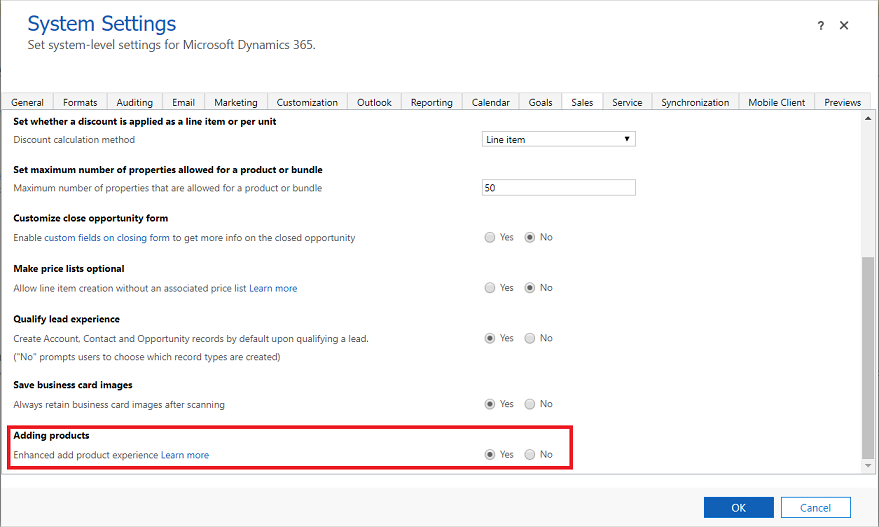 System Settings
Set system-level settings for Microsoft Dynamics 365.
?
General Formats Auditing Email Marketing Customization Outlook Reporting Calendar Goals Sales Service Synchronization Mobile Client Previews
Set whether a discount is applied as a line item or per unit
Discount calculation method Line item
Set maximum number of properties allowed for a product or bundle
Maximum number of properties that are allowed for a product or bundle 50
Customize close opportunity form
Enable custom fields on closing form to get more info on the closed opportunity Yes No
Make price lists optional
Allow line item creation without an associated price list Learn more Yes No
Qualify lead experience
Create Account, Contact and Opportunity records by default upon qualifying a lead. Yes No
("No" prompts users to choose which record types are created)
Save business card images
Always retain business card images after scanning Yes No
Adding products
Enhanced add product experience Learn more Yes No
OK Cancel